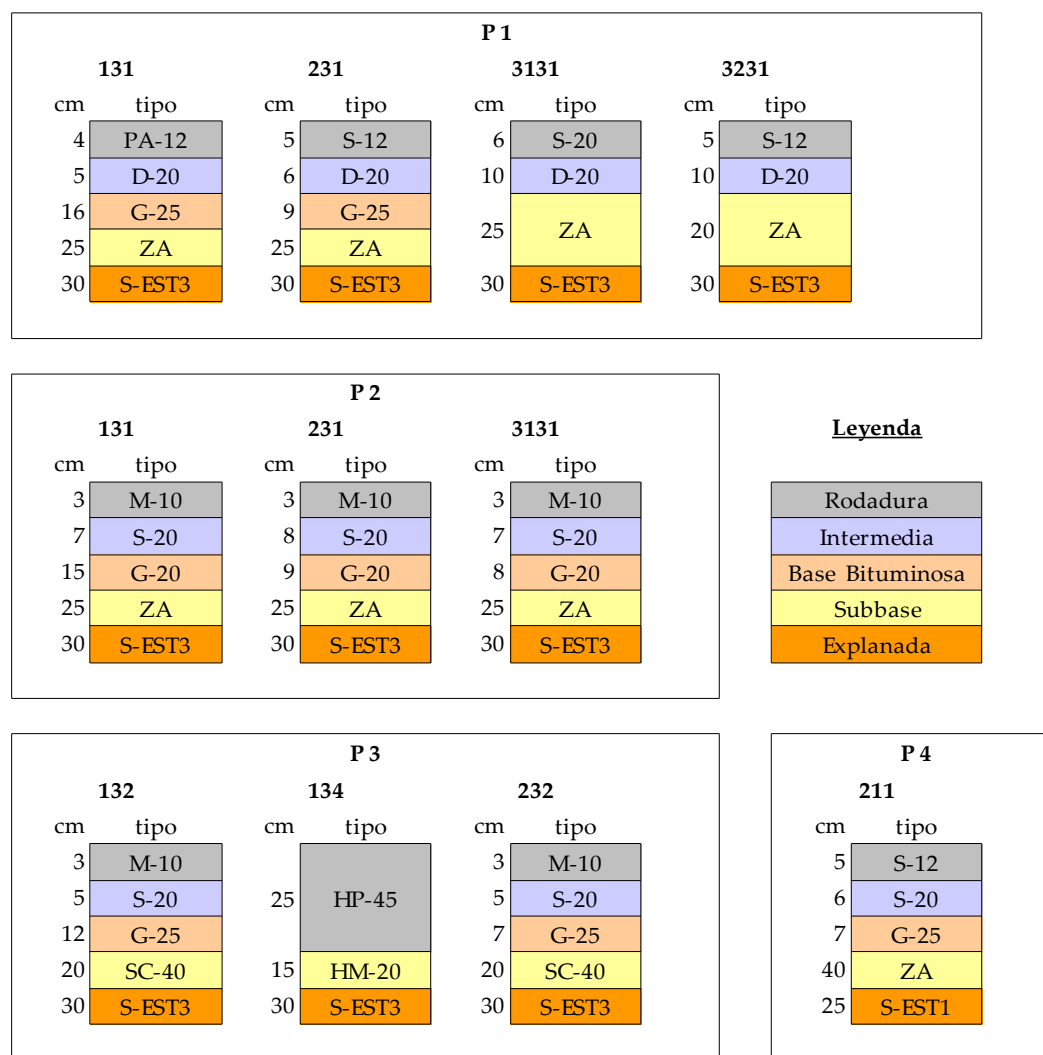 P 1
131 231 3131 3231
cm tipo cm tipo cm tipo cm tipo
4 PA-12 5 S-12 6 S-20 5 S-12
5 D-20 6 D-20 10 D-20 10 D-20
16 G-25 9 G-25 25 ZA 20 ZA
25 ZA 25 ZA
30 S-EST3 30 S-EST3 30 S-EST3 30 S-EST3
P 2
131 231 3131 Leyenda
cm tipo cm tipo cm tipo
3 M-10 3 M-10 3 M-10 Rodadura
7 S-20 8 S-20 7 S-20 Intermedia
15 G-20 9 G-20 8 G-20 Base Bituminosa
25 ZA 25 ZA 25 ZA Subbase
30 S-EST3 30 S-EST3 30 S-EST3 Explanada
P 3 P 4
132 134 232 211
cm tipo cm tipo cm tipo cm tipo
3 M-10 25 HP-45 3 M-10 5 S-12
5 S-20 5 S-20 6 S-20
12 G-25 7 G-25 7 G-25
20 SC-40 15 HM-20 20 SC-40 40 ZA
30 S-EST3 30 S-EST3 30 S-EST3 25 S-EST1